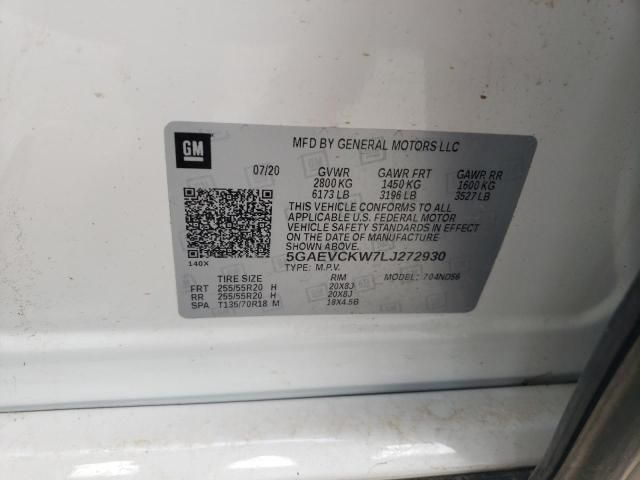 GM
MFD BY GENERAL MOTORS LLC
07/20 GVWR GAWR FRT GAWR RR
2800 KG 1450 KG 1600 KG
6173 LB 3196 LB 3527 LB
THIS VEHICLE CONFORMS TO ALL
APPLICABLE U.S. FEDERAL MOTOR
VEHICLE SAFETY STANDARDS IN EFFECT
ON THE DATE OF MANUFACTURE SHOWN ABOVE.
140X
5GAEVCKW7LJ272930
TYPE: M.P.V. MODEL: 704ND56
TIRE SIZE RIM
FRT 255/55R20 H 20X8J
RR 255/55R20 H 20X8J
SPA T135/70R18 M 18X4.5B